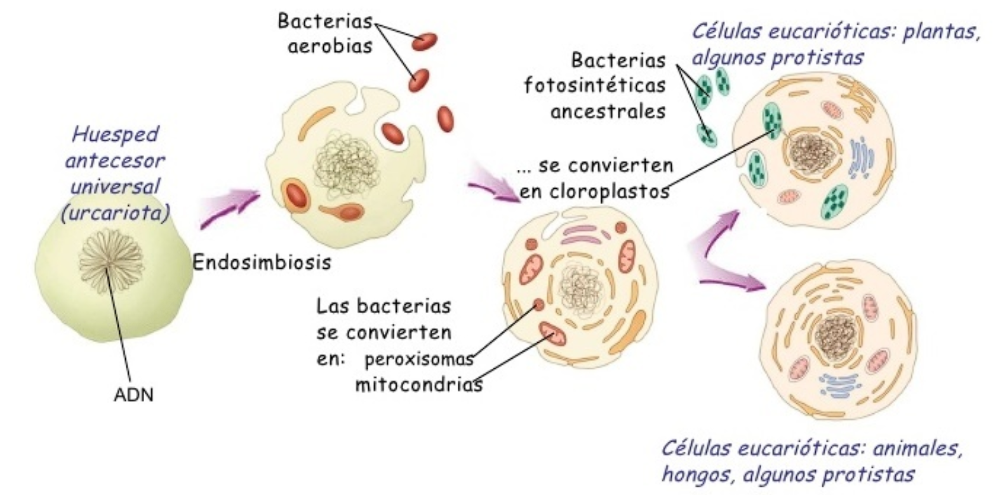 Huesped
antecesor
universal
(urcariota)
ADN
Endosimbiosis
Bacterias
aerobias
Las bacterias
se convierten
en: peroxisomas
mitocondrias
Bacterias
fotosintéticas
ancestrales
... se convierten
en cloroplastos
Células eucarióticas: plantas,
algunos protistas
Células eucarióticas: animales,
hongos, algunos protistas